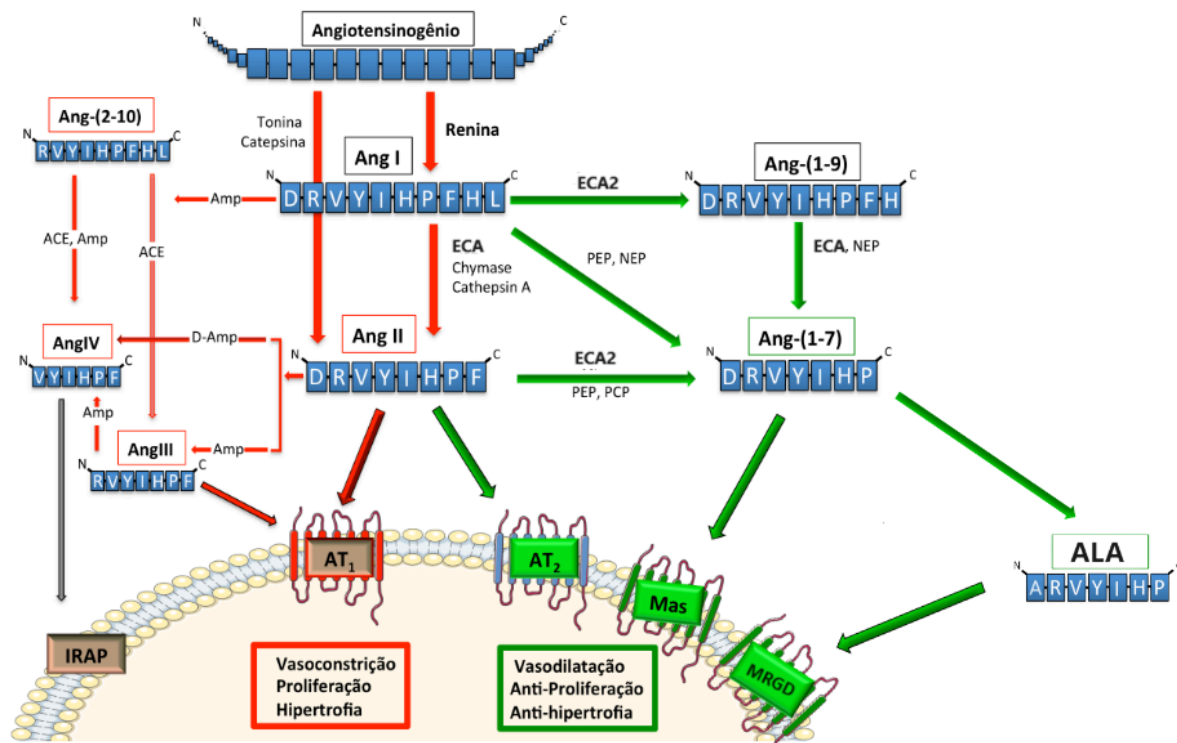 Angiotensinogênio
N
C
Ang-(2-10)
N
C
R V Y I H P F H L
Tonina
Catepsina
Renina
Ang I
N
C
D R V Y I H P F H L
Amp
ECA2
Ang-(1-9)
N
C
D R V Y I H P F H
ACE, Amp
ACE
ECA
Chymase
Cathepsin A
PEP, NEP
ECA, NEP
AngIV
N
C
V Y I H P F
D-Amp
Ang II
N
C
D R V Y I H P F
ECA2
PEP, PCP
Ang-(1-7)
N
C
D R V Y I H P
Amp
AngIII
Amp
N
C
R V Y I H P F
AT1
AT2
Mas
MRGD
ALA
N
A R V Y I H P
IRAP
Vasoconstrição
Proliferação
Hipertrofia
Vasodilatação
Anti-Proliferação
Anti-hipertrofia